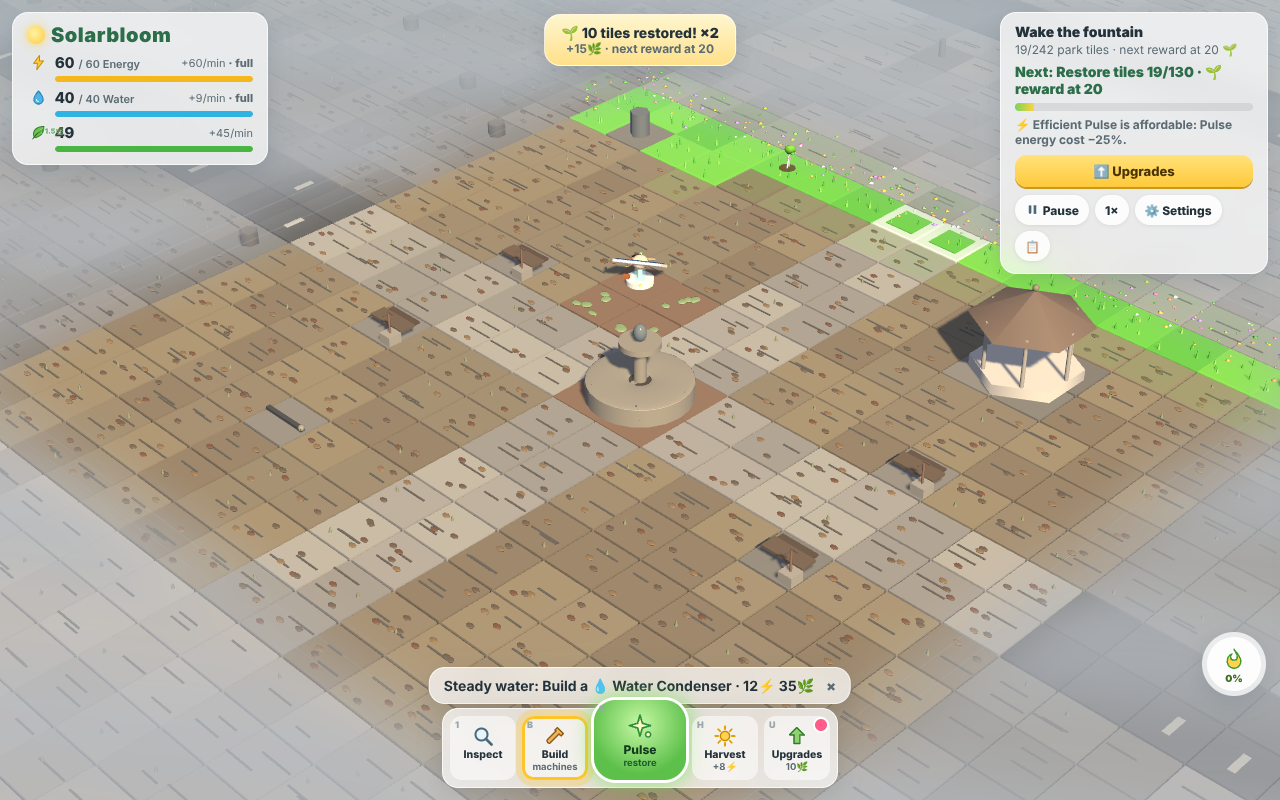 Solarbloom
60 / 60 Energy +60/min · full
40 / 40 Water +9/min · full
49 +45/min
🌱 10 tiles restored! ×2
+15🌿 · next reward at 20
Wake the fountain
19/242 park tiles · next reward at 20 🌱
Next: Restore tiles 19/130 · 🌱
reward at 20
⚡ Efficient Pulse is affordable: Pulse
energy cost −25%.
⬆️ Upgrades
⏸ Pause 1× ⚙️ Settings
📋
0%
Steady water: Build a 💧 Water Condenser · 12⚡ 35🌿 ×
1 Inspect
B Build
machines
Pulse
restore
H Harvest
+8⚡
U Upgrades
10🌿